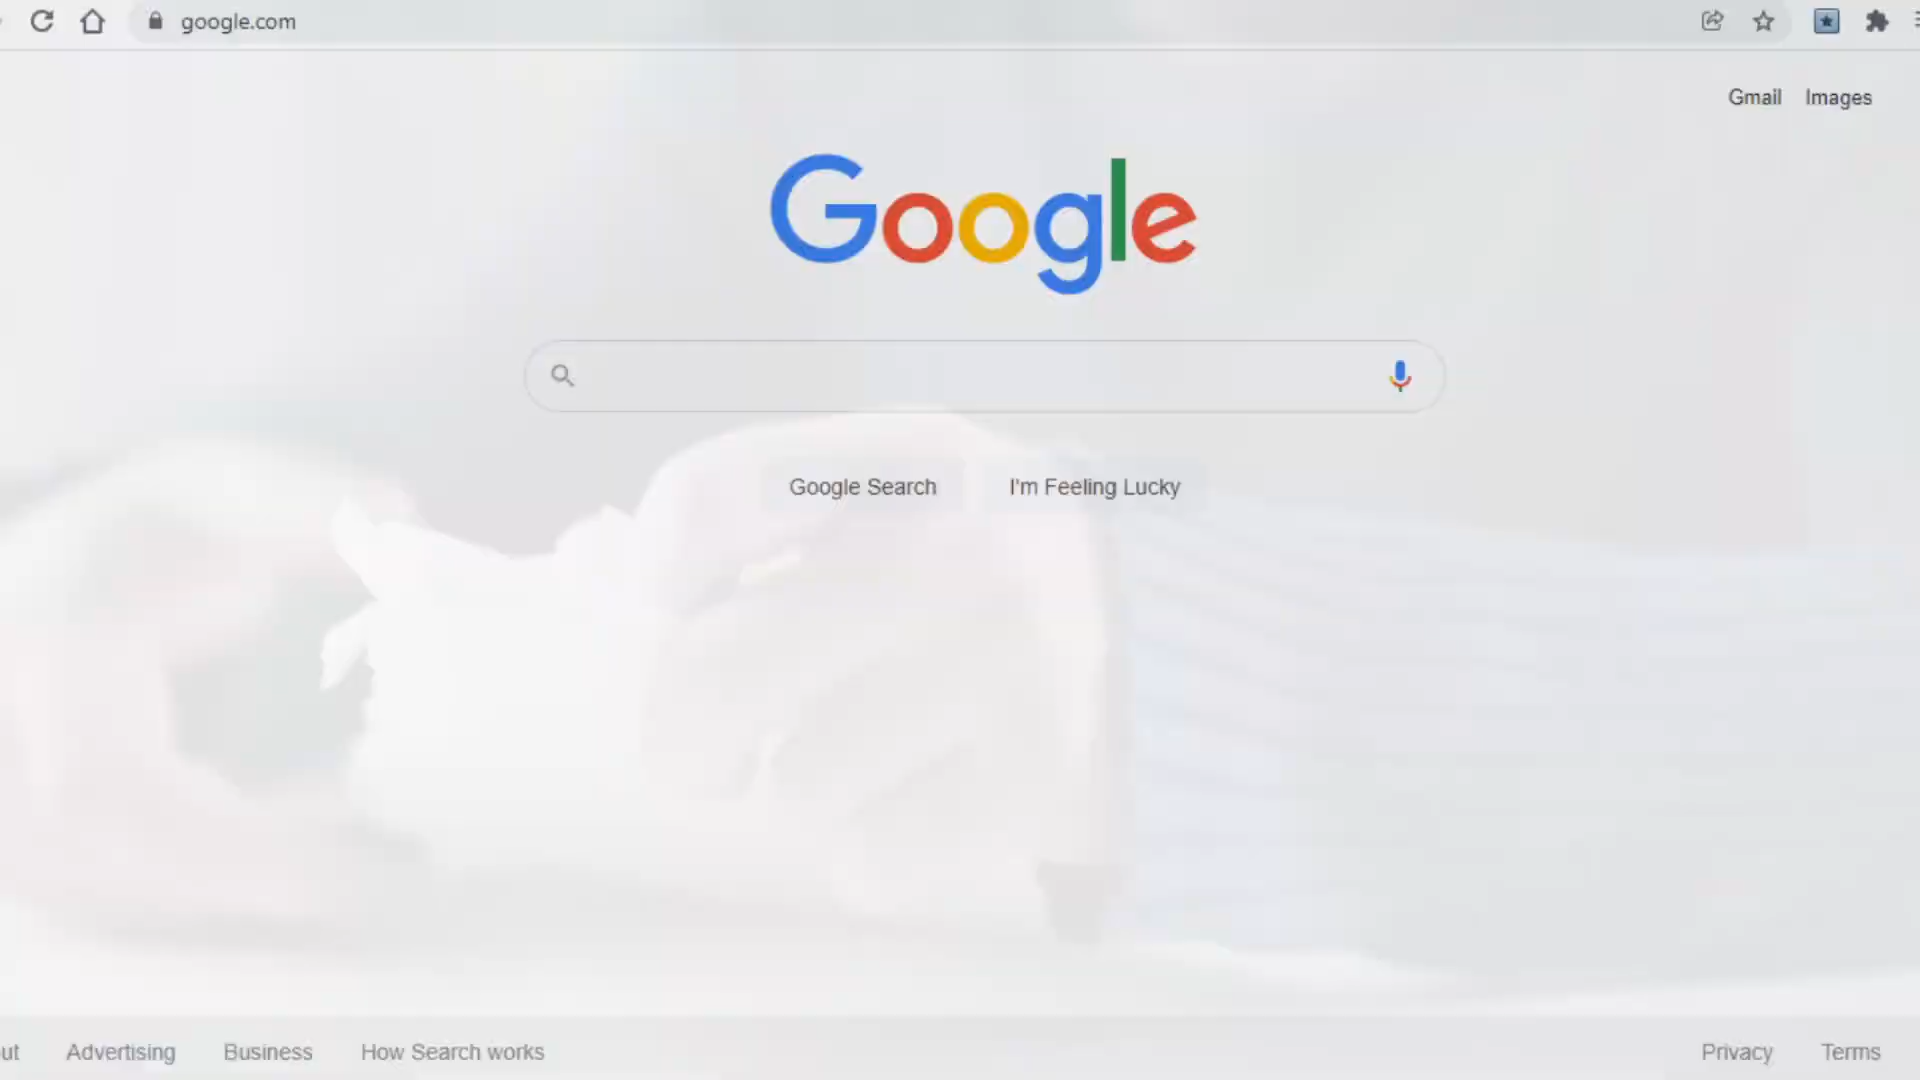 google.com
Gmail Images
Google
Google Search I'm Feeling Lucky
Advertising Business How Search works
Privacy Terms